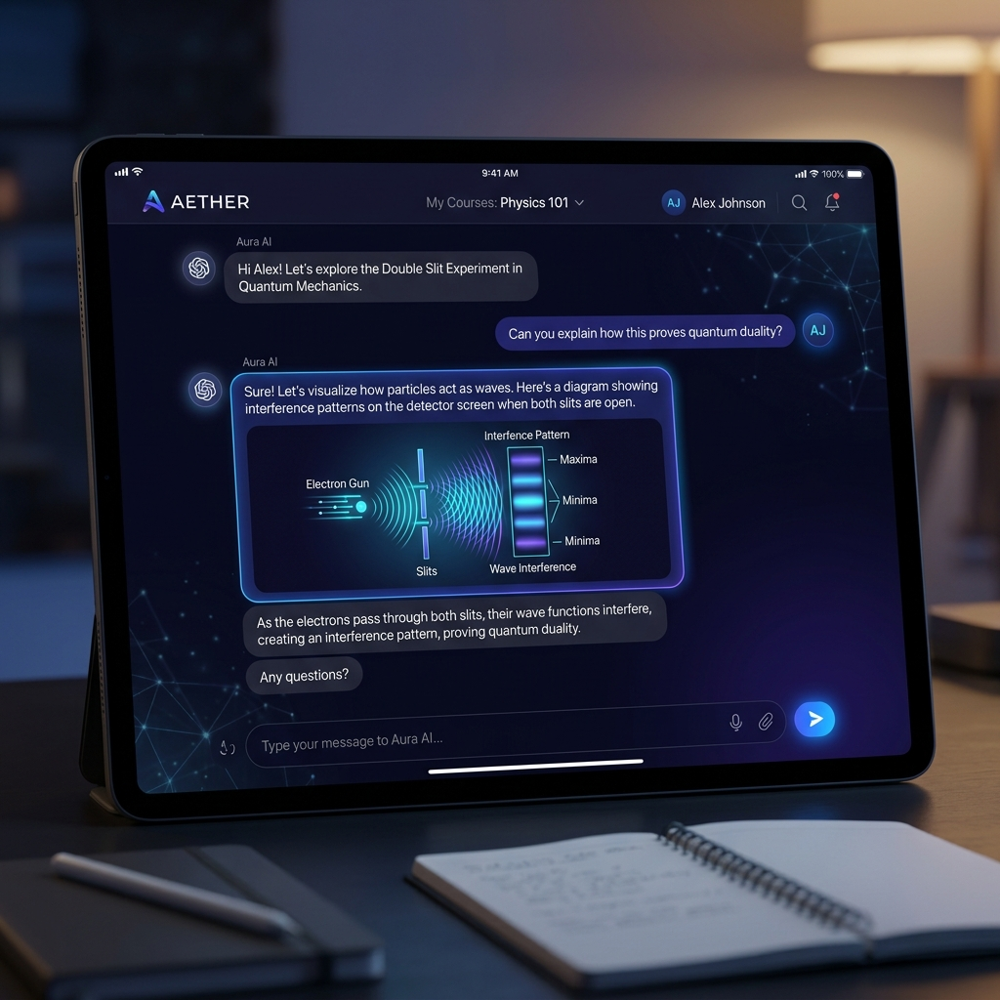 9:41 AM
100%
AETHER
My Courses: Physics 101
AJ
Alex Johnson
Aura AI
Hi Alex! Let's explore the Double Slit Experiment in
Quantum Mechanics.
Can you explain how this proves quantum duality?
AJ
Aura AI
Sure! Let's visualize how particles act as waves. Here's a diagram showing
interference patterns on the detector screen when both slits are open.
Interfence Pattern
Maxima
Electron Gun
Minima
Minima
Slits
Wave Interference
As the electrons pass through both slits, their wave functions interfere,
creating an interference pattern, proving quantum duality.
Any questions?
Type your message to Aura AI...